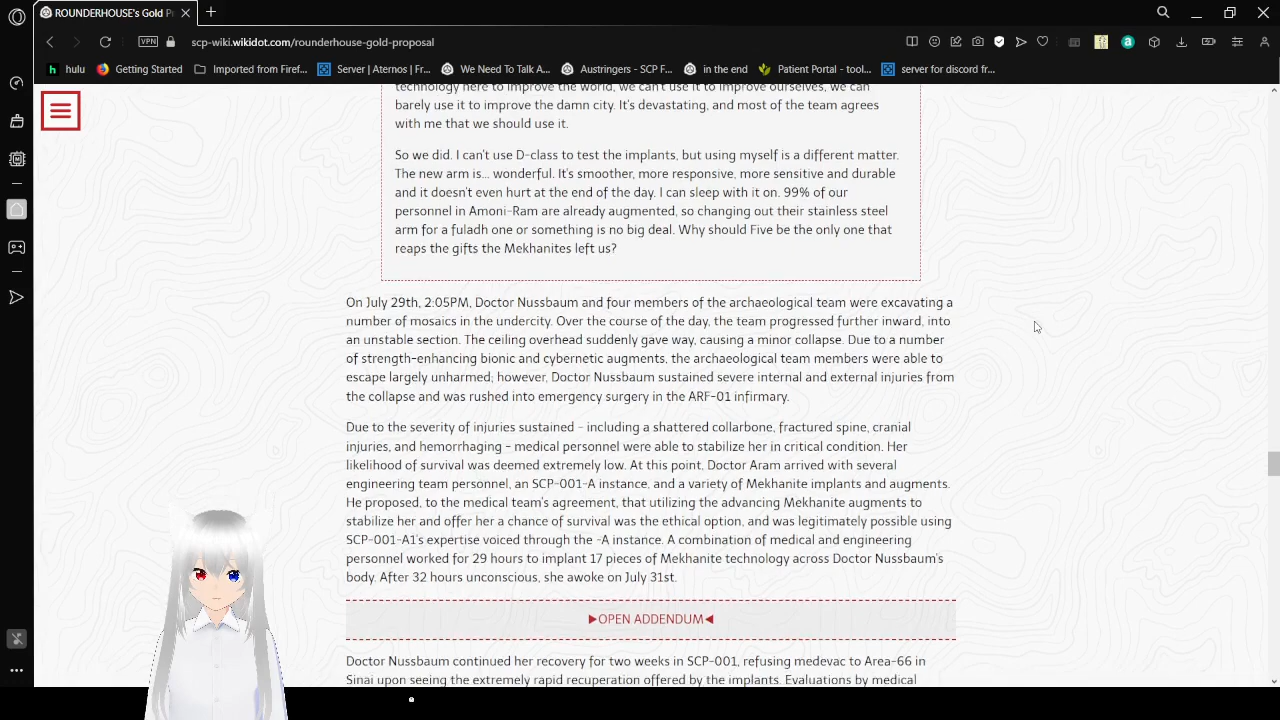 ROUNDERHOUSE's Gold P
VPN
scp-wiki.wikidot.com/rounderhouse-gold-proposal
hulu
Getting Started
Imported from Firef...
Server | Aternos | Fr...
We Need To Talk A...
Austringers - SCP F...
in the end
Patient Portal - tool...
server for discord fr...
technology here to improve the world, we can't use it to improve ourselves, we can
barely use it to improve the damn city. It's devastating, and most of the team agrees
with me that we should use it.
So we did. I can't use D-class to test the implants, but using myself is a different matter.
The new arm is... wonderful. It's smoother, more responsive, more sensitive and durable
and it doesn't even hurt at the end of the day. I can sleep with it on. 99% of our
personnel in Amoni-Ram are already augmented, so changing out their stainless steel
arm for a fuladh one or something is no big deal. Why should Five be the only one that
reaps the gifts the Mekhanites left us?
On July 29th, 2:05PM, Doctor Nussbaum and four members of the archaeological team were excavating a
number of mosaics in the undercity. Over the course of the day, the team progressed further inward, into
an unstable section. The ceiling overhead suddenly gave way, causing a minor collapse. Due to a number
of strength-enhancing bionic and cybernetic augments, the archaeological team members were able to
escape largely unharmed; however, Doctor Nussbaum sustained severe internal and external injuries from
the collapse and was rushed into emergency surgery in the ARF-01 infirmary.
Due to the severity of injuries sustained – including a shattered collarbone, fractured spine, cranial
injuries, and hemorrhaging – medical personnel were able to stabilize her in critical condition. Her
likelihood of survival was deemed extremely low. At this point, Doctor Aram arrived with several
engineering team personnel, an SCP-001-A instance, and a variety of Mekhanite implants and augments.
He proposed, to the medical team's agreement, that utilizing the advancing Mekhanite augments to
stabilize her and offer her a chance of survival was the ethical option, and was legitimately possible using
SCP-001-A1's expertise voiced through the -A instance. A combination of medical and engineering
personnel worked for 29 hours to implant 17 pieces of Mekhanite technology across Doctor Nussbaum's
body. After 32 hours unconscious, she awoke on July 31st.
▶OPEN ADDENDUM◀
Doctor Nussbaum continued her recovery for two weeks in SCP-001, refusing medevac to Area-66 in
Sinai upon seeing the extremely rapid recuperation offered by the implants. Evaluations by medical